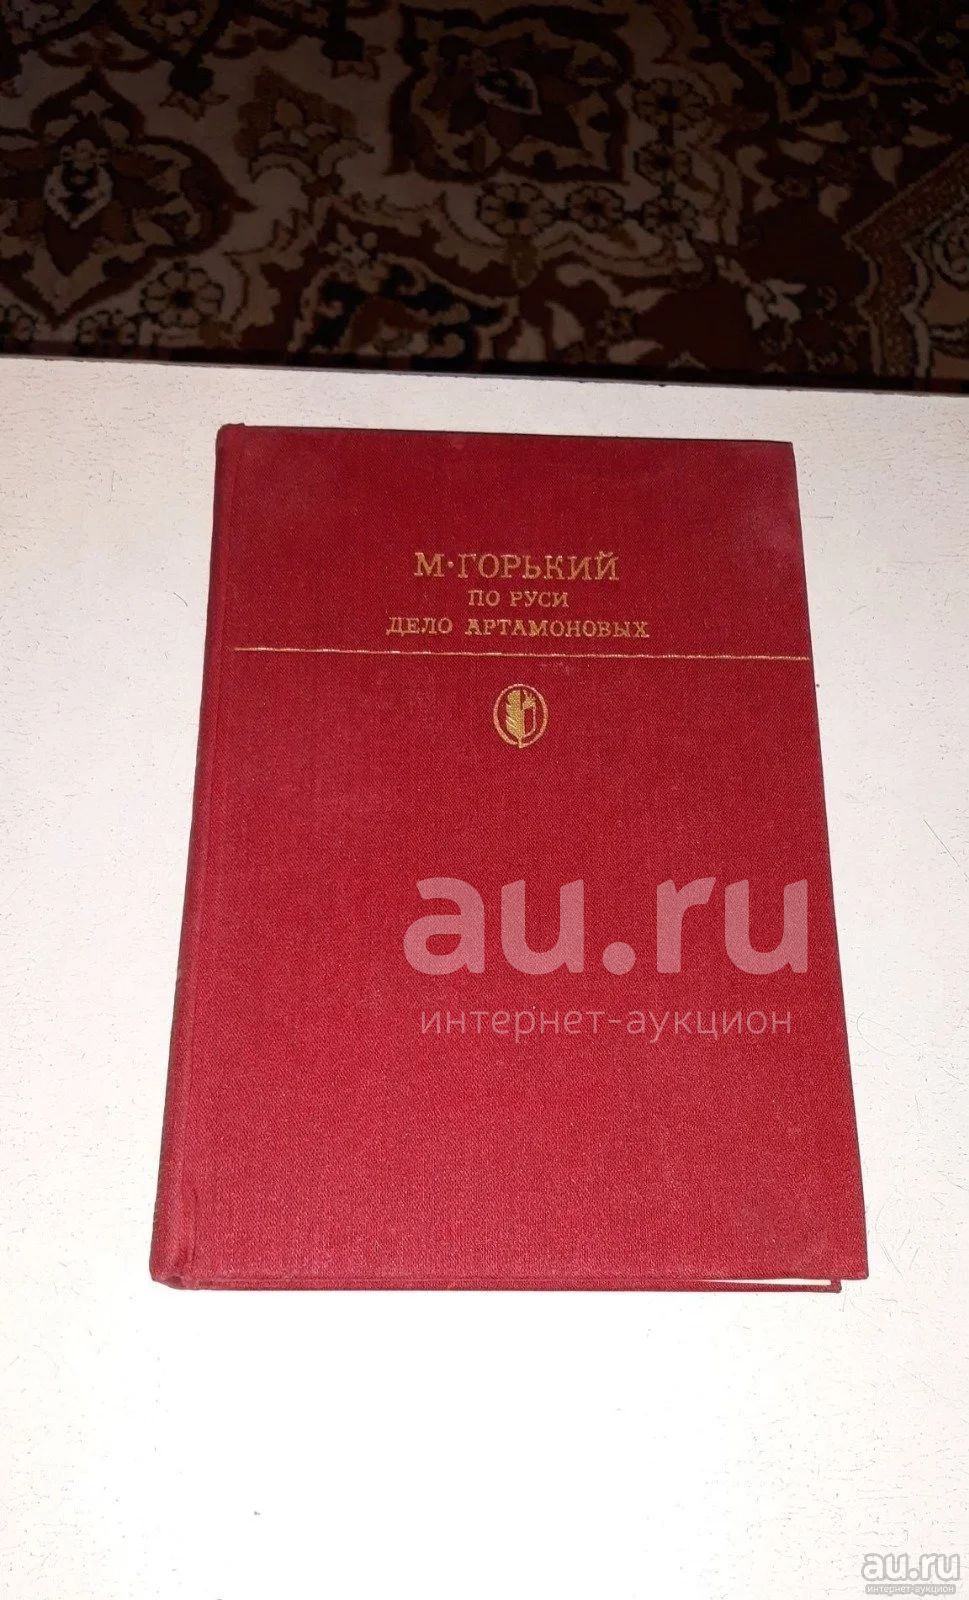 М·ГОРЬКИЙ
ПО РУСИ
ДЕЛО АРТАМОНОВЫХ
au.ru
интернет-аукцион
au.ru
интернет-аукцион